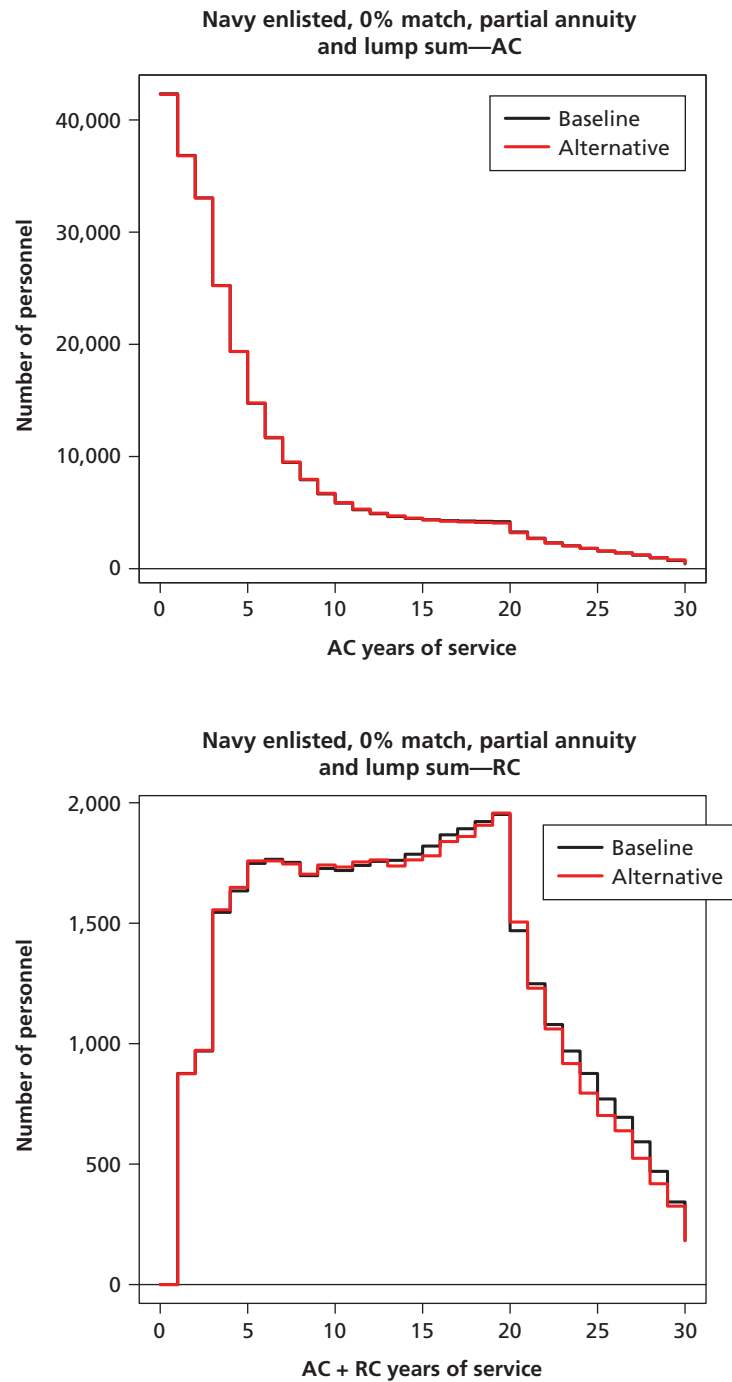 Navy enlisted, 0% match, partial annuity
and lump sum—AC
Baseline
Alternative
Number of personnel
40,000
30,000
20,000
10,000
0
0 5 10 15 20 25 30
AC years of service
Navy enlisted, 0% match, partial annuity
and lump sum—RC
Baseline
Alternative
Number of personnel
2,000
1,500
1,000
500
0
0 5 10 15 20 25 30
AC + RC years of service